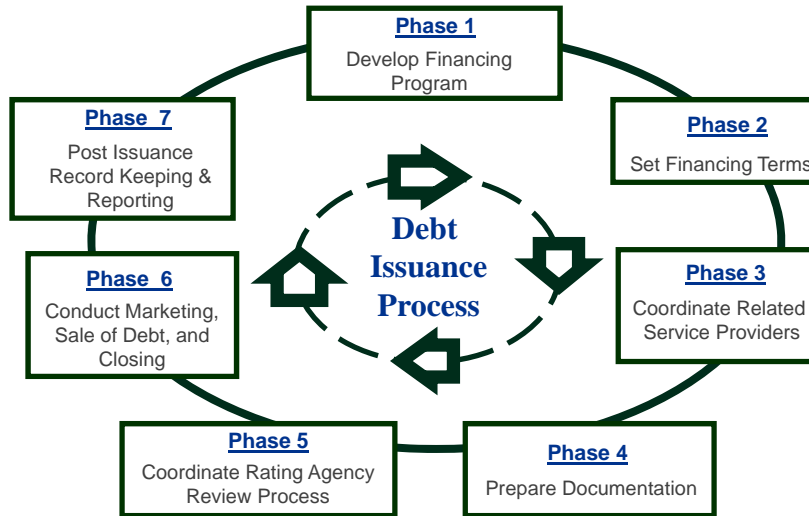 Phase 1
Develop Financing
Program
Phase 2
Set Financing Terms
Phase 3
Coordinate Related
Service Providers
Phase 4
Prepare Documentation
Phase 5
Coordinate Rating Agency
Review Process
Phase 6
Conduct Marketing,
Sale of Debt, and
Closing
Phase 7
Post Issuance
Record Keeping &
Reporting
Debt
Issuance
Process